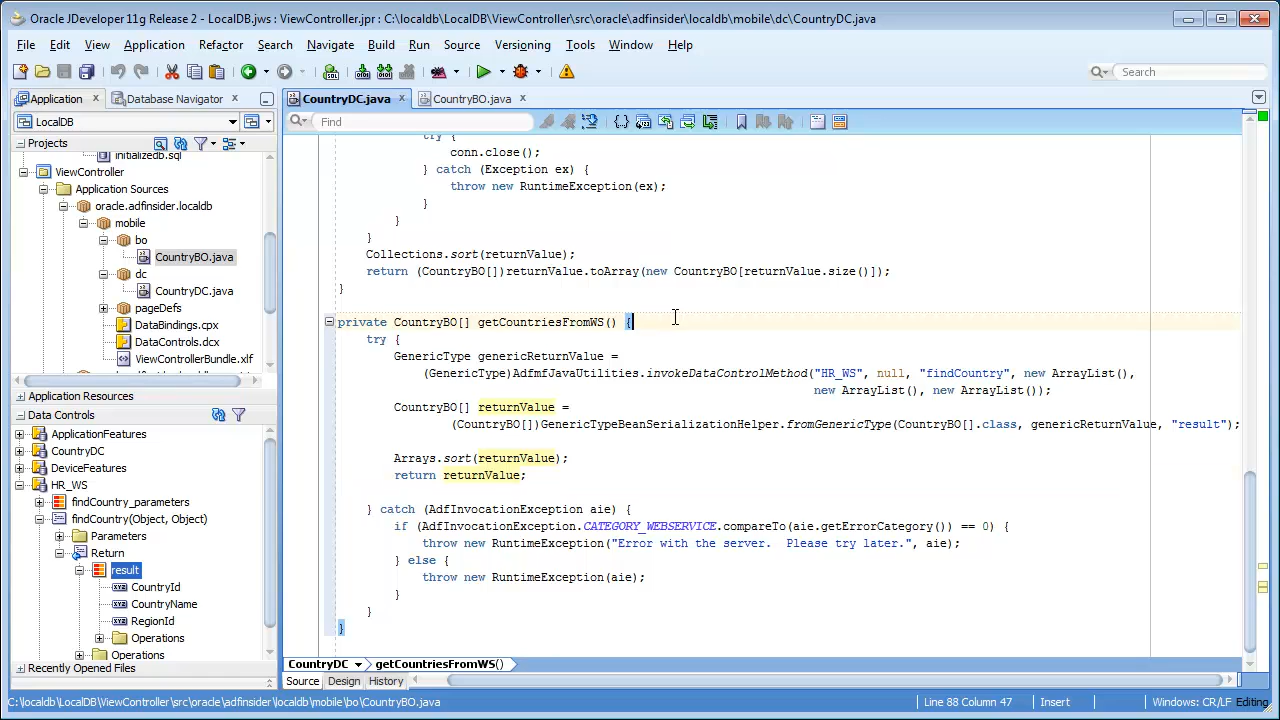 Oracle JDeveloper 11g Release 2 - LocalDB.jws : ViewController.jpr : C:\localdb\LocalDB\ViewController\src\oracle\adfinsider\localdb\mobile\dc\CountryDC.java
File Edit View Application Refactor Search Navigate Build Run Source Versioning Tools Window Help
Search
Application
Database Navigator
CountryDC.java
CountryBO.java
LocalDB
Find
Projects
initializedb.sql
ViewController
Application Sources
oracle.adfinsider.localdb
mobile
bo
CountryBO.java
dc
CountryDC.java
pageDefs
DataBindings.cpx
DataControls.dcx
ViewControllerBundle.xlf
Application Resources
Data Controls
ApplicationFeatures
CountryDC
DeviceFeatures
HR_WS
findCountry_parameters
findCountry(Object, Object)
Parameters
Return
result
CountryId
CountryName
RegionId
Operations
Operations
Recently Opened Files
try {
conn.close();
} catch (Exception ex) {
throw new RuntimeException(ex);
}
}
}
Collections.sort(returnValue);
return (CountryBO[])returnValue.toArray(new CountryBO[returnValue.size()]);
}
private CountryBO[] getCountriesFromWS() {
try {
GenericType genericReturnValue =
(GenericType)AdfmfJavaUtilities.invokeDataControlMethod("HR_WS", null, "findCountry", new ArrayList(),
new ArrayList(), new ArrayList());
CountryBO[] returnValue =
(CountryBO[])GenericTypeBeanSerializationHelper.fromGenericType(CountryBO[].class, genericReturnValue, "result");
Arrays.sort(returnValue);
return returnValue;
} catch (AdfInvocationException aie) {
if (AdfInvocationException.CATEGORY_WEBSERVICE.compareTo(aie.getErrorCategory()) == 0) {
throw new RuntimeException("Error with the server.  Please try later.", aie);
} else {
throw new RuntimeException(aie);
}
}
}
CountryDC
getCountriesFromWS()
Source Design History
C:\localdb\LocalDB\ViewController\src\oracle\adfinsider\localdb\mobile\bo\CountryBO.java
Line 88 Column 47
Insert
Windows: CR/LF
Editing